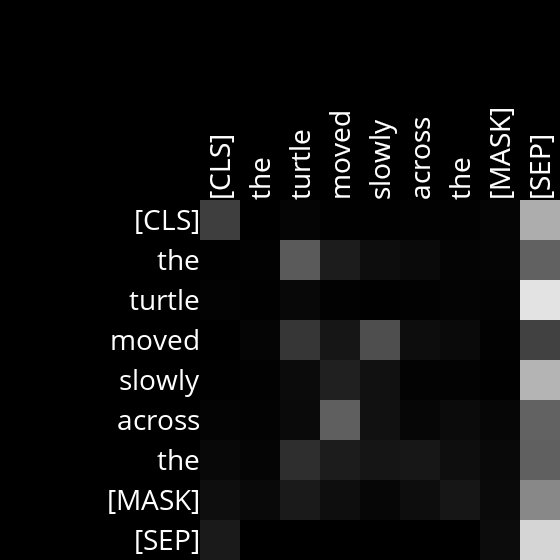 [CLS] the turtle moved slowly across the [MASK] [SEP]
[CLS]
the
turtle
moved
slowly
across
the
[MASK]
[SEP]